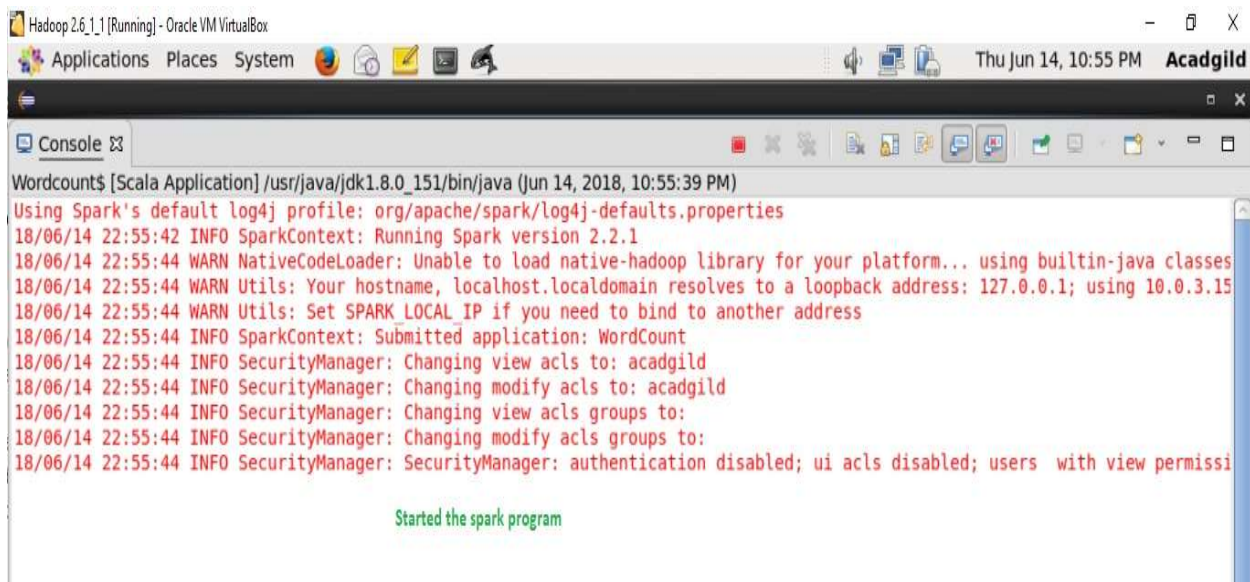 Hadoop 2.6_1_1 [Running] - Oracle VM VirtualBox
Applications Places System Thu Jun 14, 10:55 PM Acadgild
Console
Wordcount$ [Scala Application] /usr/java/jdk1.8.0_151/bin/java (Jun 14, 2018, 10:55:39 PM)
Using Spark's default log4j profile: org/apache/spark/log4j-defaults.properties
18/06/14 22:55:42 INFO SparkContext: Running Spark version 2.2.1
18/06/14 22:55:44 WARN NativeCodeLoader: Unable to load native-hadoop library for your platform... using builtin-java classes
18/06/14 22:55:44 WARN Utils: Your hostname, localhost.localdomain resolves to a loopback address: 127.0.0.1; using 10.0.3.15
18/06/14 22:55:44 WARN Utils: Set SPARK_LOCAL_IP if you need to bind to another address
18/06/14 22:55:44 INFO SparkContext: Submitted application: WordCount
18/06/14 22:55:44 INFO SecurityManager: Changing view acls to: acadgild
18/06/14 22:55:44 INFO SecurityManager: Changing modify acls to: acadgild
18/06/14 22:55:44 INFO SecurityManager: Changing view acls groups to:
18/06/14 22:55:44 INFO SecurityManager: Changing modify acls groups to:
18/06/14 22:55:44 INFO SecurityManager: SecurityManager: authentication disabled; ui acls disabled; users  with view permissi
Started the spark program